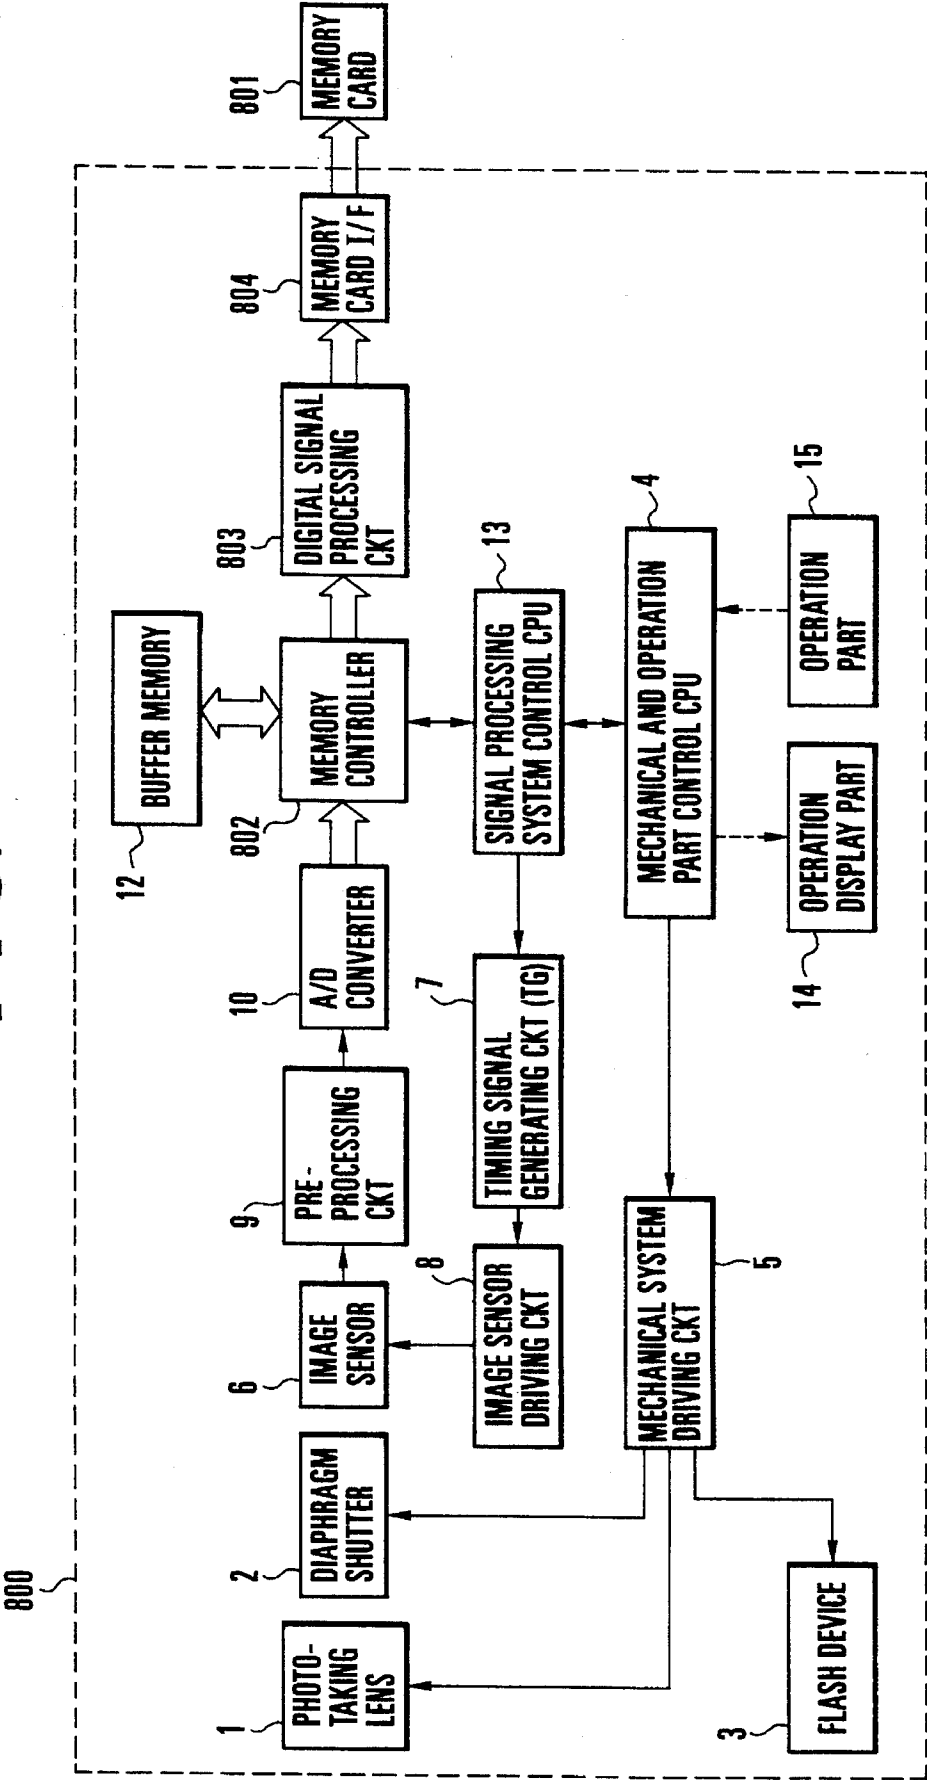 800
1
PHOTO-
TAKING
LENS
2
DIAPHRAGM
SHUTTER
6
IMAGE
SENSOR
9
PRE-
PROCESSING
CKT
10
A/D
CONVERTER
12
BUFFER MEMORY
802
MEMORY
CONTROLLER
803
DIGITAL SIGNAL
PROCESSING
CKT
804
MEMORY
CARD I/F
801
MEMORY
CARD
8
IMAGE SENSOR
DRIVING CKT
7
TIMING SIGNAL
GENERATING CKT (TG)
13
SIGNAL PROCESSING
SYSTEM CONTROL CPU
MECHANICAL SYSTEM
DRIVING CKT
5
4
MECHANICAL AND OPERATION
PART CONTROL CPU
3
FLASH DEVICE
14
OPERATION
DISPLAY PART
15
OPERATION
PART